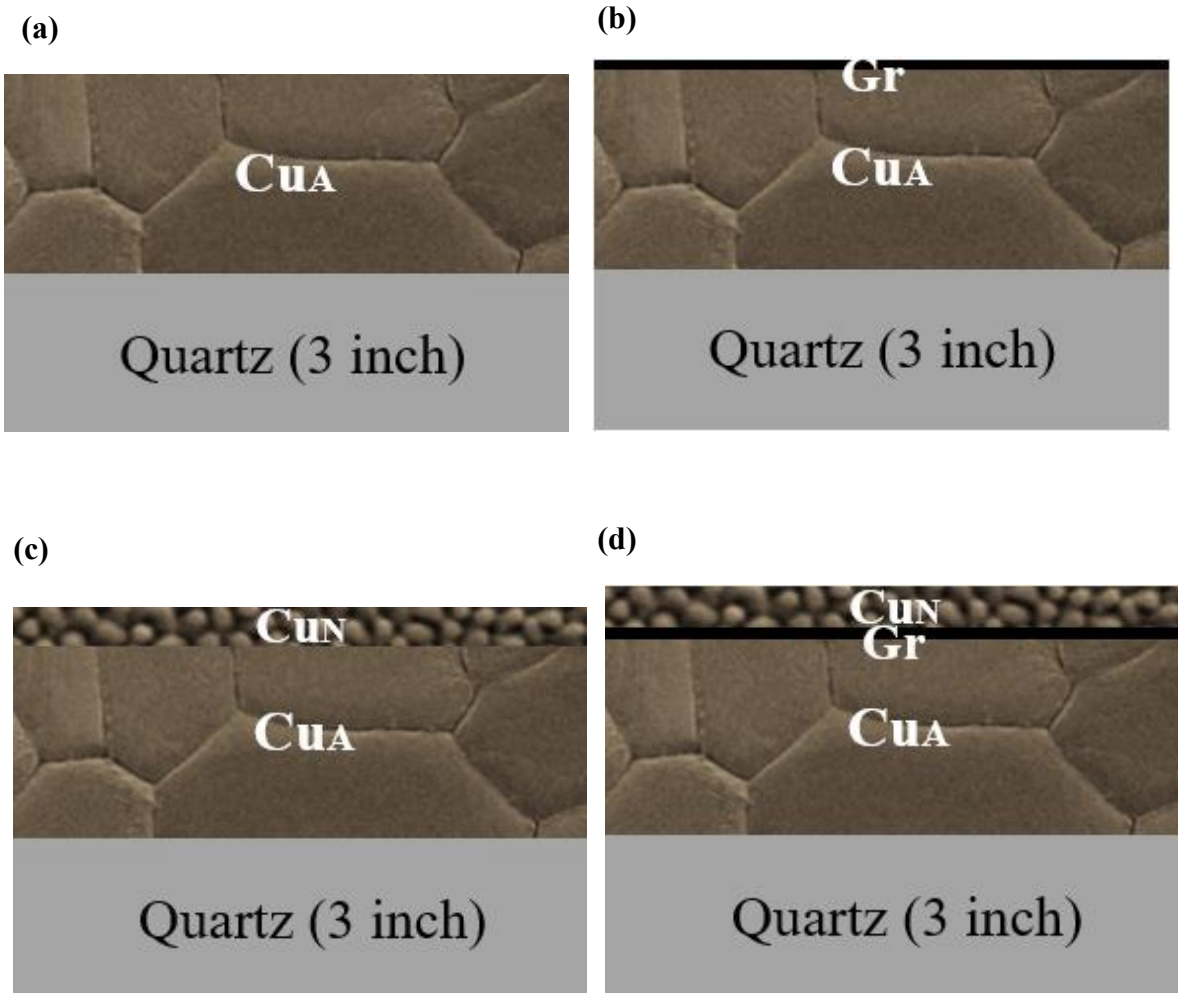 (a)
CuA
Quartz (3 inch)
(b)
Gr
CuA
Quartz (3 inch)
(c)
CuN
CuA
Quartz (3 inch)
(d)
CuN
Gr
CuA
Quartz (3 inch)